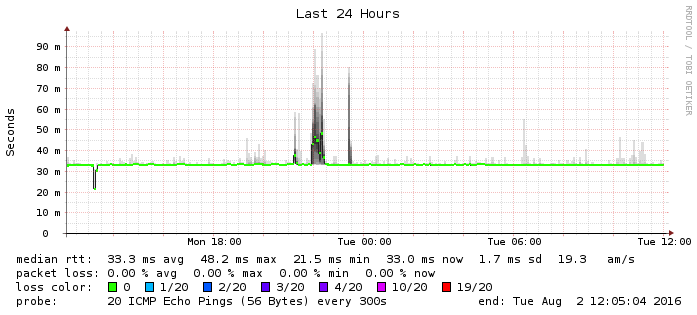 Last 24 Hours
RRDTOOL / TOBI OETIKER
Seconds
90 m
80 m
70 m
60 m
50 m
40 m
30 m
20 m
10 m
0
Mon 18:00 Tue 00:00 Tue 06:00 Tue 12:00
median rtt: 33.3 ms avg 48.2 ms max 21.5 ms min 33.0 ms now 1.7 ms sd 19.3 am/s
packet loss: 0.00 % avg 0.00 % max 0.00 % min 0.00 % now
loss color: 0 1/20 2/20 3/20 4/20 10/20 19/20
probe: 20 ICMP Echo Pings (56 Bytes) every 300s end: Tue Aug 2 12:05:04 2016